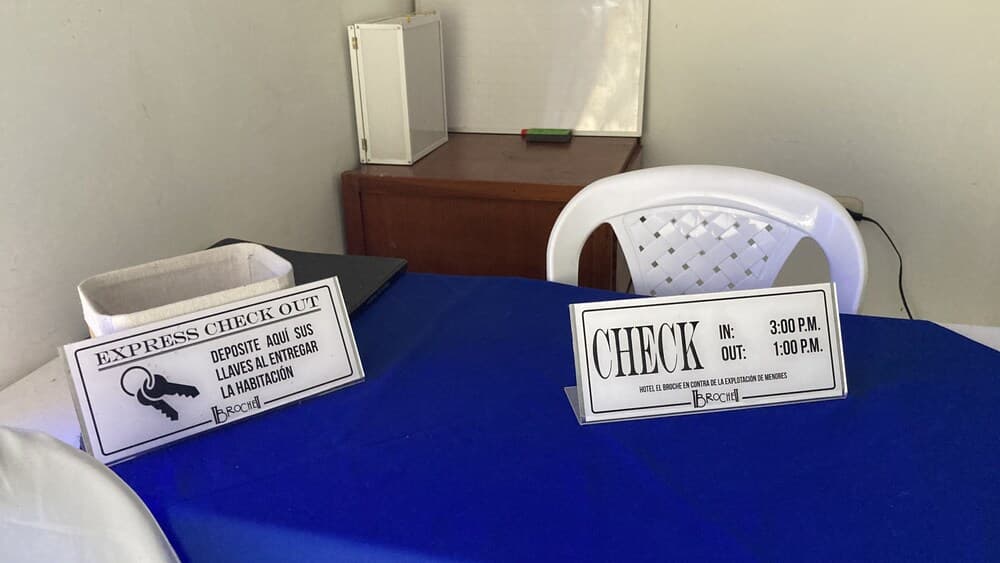 EXPRESS CHECK OUT
DEPOSITE AQUÍ SUS
LLAVES AL ENTREGAR
LA HABITACIÓN
BROCHE
CHECK
IN: 3:00 P.M.
OUT: 1:00 P.M.
HOTEL EL BROCHE EN CONTRA DE LA EXPLOTACIÓN DE MENORES
BROCHE